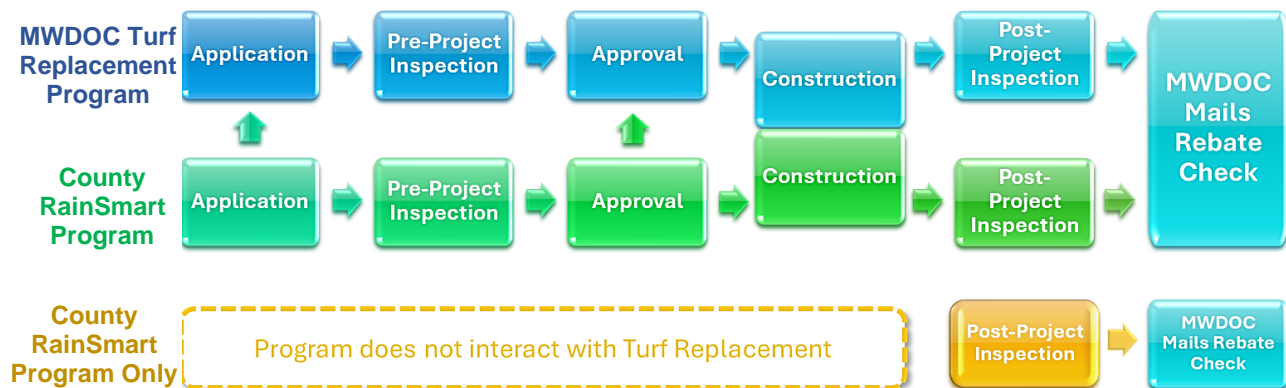 MWDOC Turf
Replacement
Program
Application
Pre-Project
Inspection
Approval
Construction
Post-
Project
Inspection
MWDOC
Mails
Rebate
Check
County
RainSmart
Program
Application
Pre-Project
Inspection
Approval
Construction
Post-
Project
Inspection
County
RainSmart
Program Only
Program does not interact with Turf Replacement
Post-Project
Inspection
MWDOC
Mails Rebate
Check